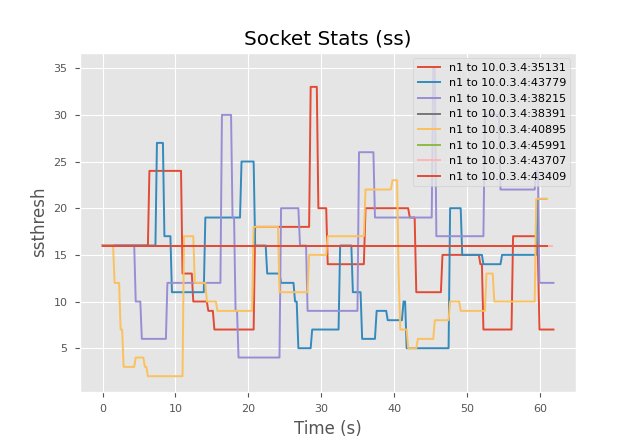 Socket Stats (ss)
n1 to 10.0.3.4:35131
n1 to 10.0.3.4:43779
n1 to 10.0.3.4:38215
n1 to 10.0.3.4:38391
n1 to 10.0.3.4:40895
n1 to 10.0.3.4:45991
n1 to 10.0.3.4:43707
n1 to 10.0.3.4:43409
35
30
25
20
15
10
5
ssthresh
0 10 20 30 40 50 60
Time (s)